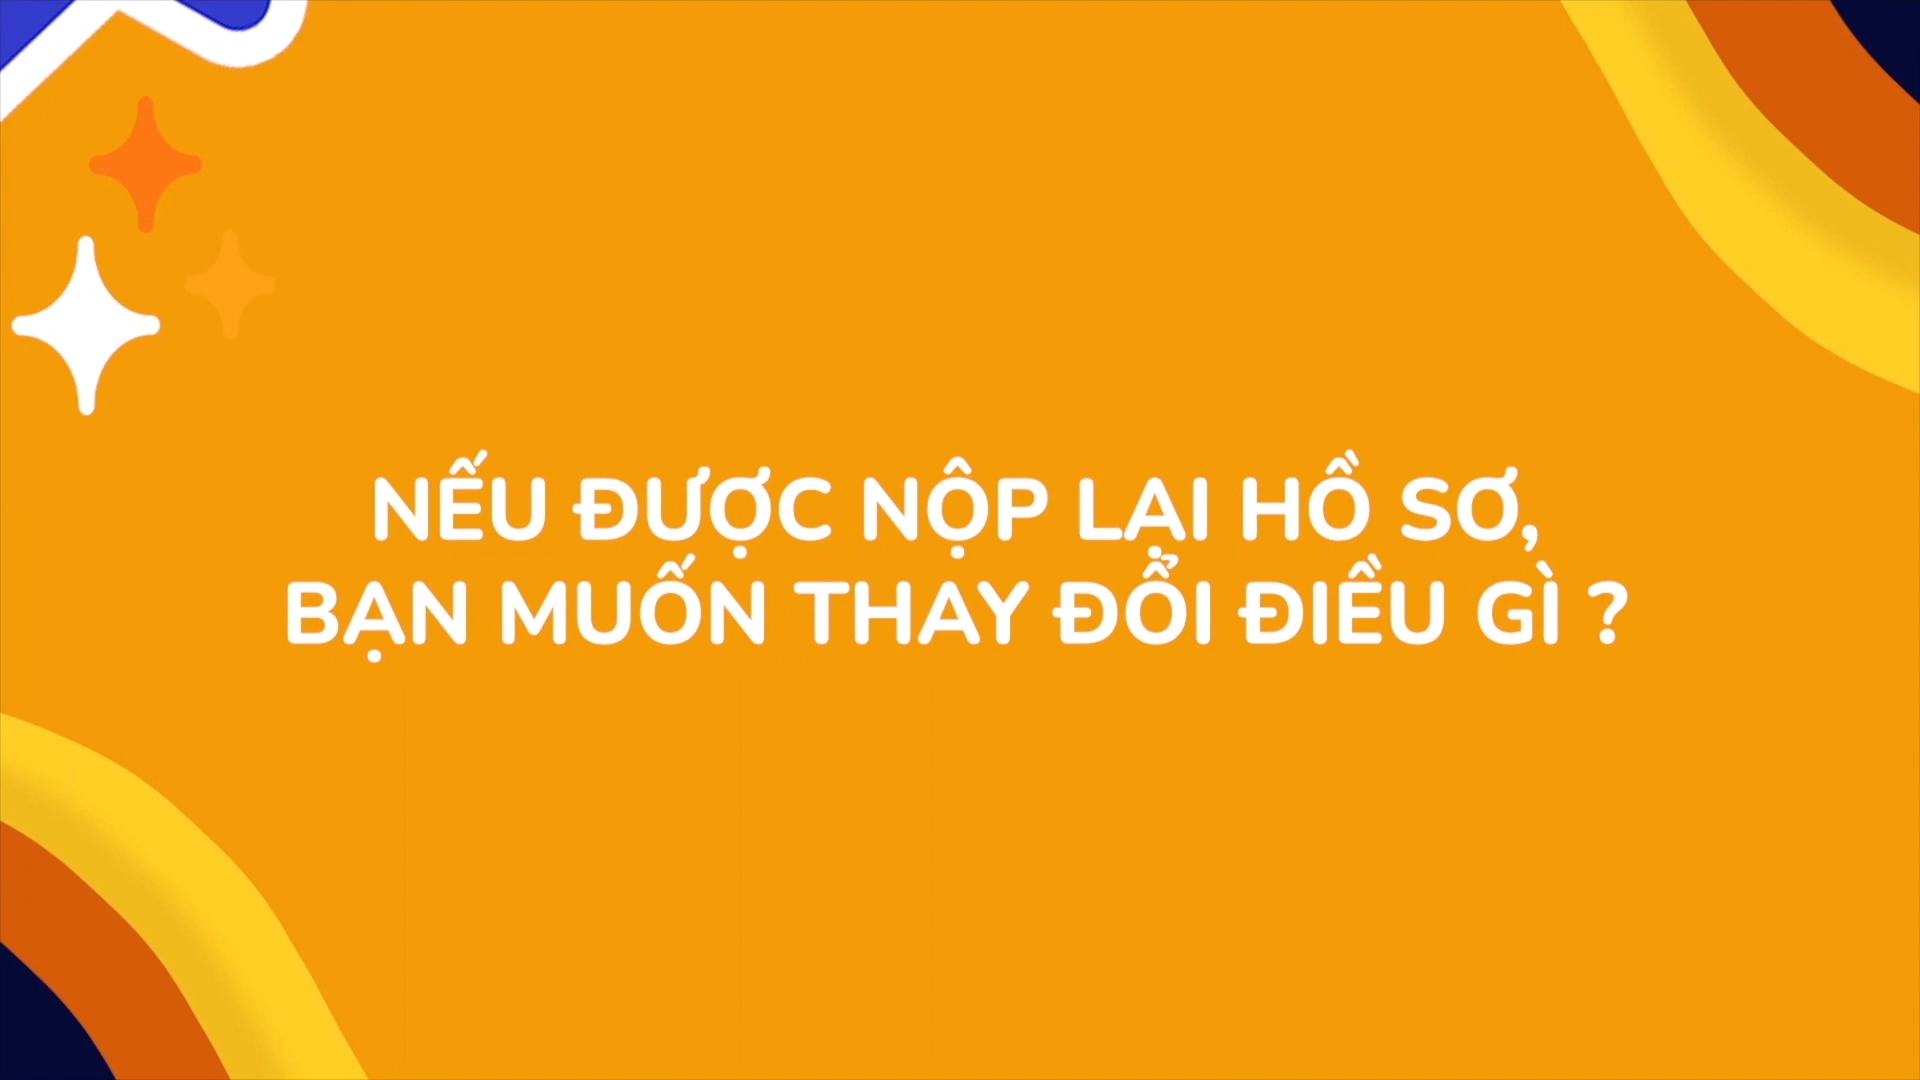 NẾU ĐƯỢC NỘP LẠI HỒ SƠ,
BẠN MUỐN THAY ĐỔI ĐIỀU GÌ ?